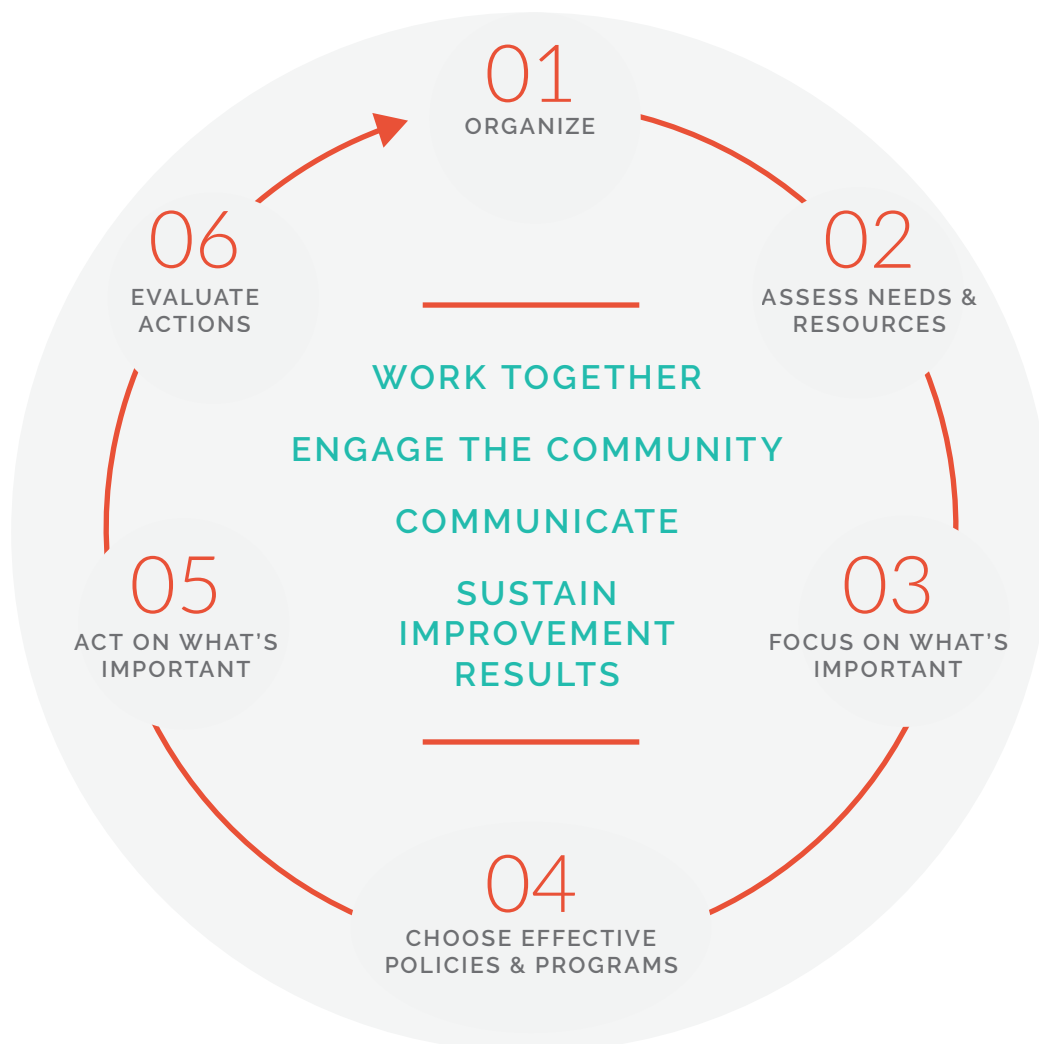 01
ORGANIZE
02
ASSESS NEEDS &
RESOURCES
03
FOCUS ON WHAT’S
IMPORTANT
04
CHOOSE EFFECTIVE
POLICIES & PROGRAMS
05
ACT ON WHAT’S
IMPORTANT
06
EVALUATE
ACTIONS
WORK TOGETHER
ENGAGE THE COMMUNITY
COMMUNICATE
SUSTAIN
IMPROVEMENT
RESULTS